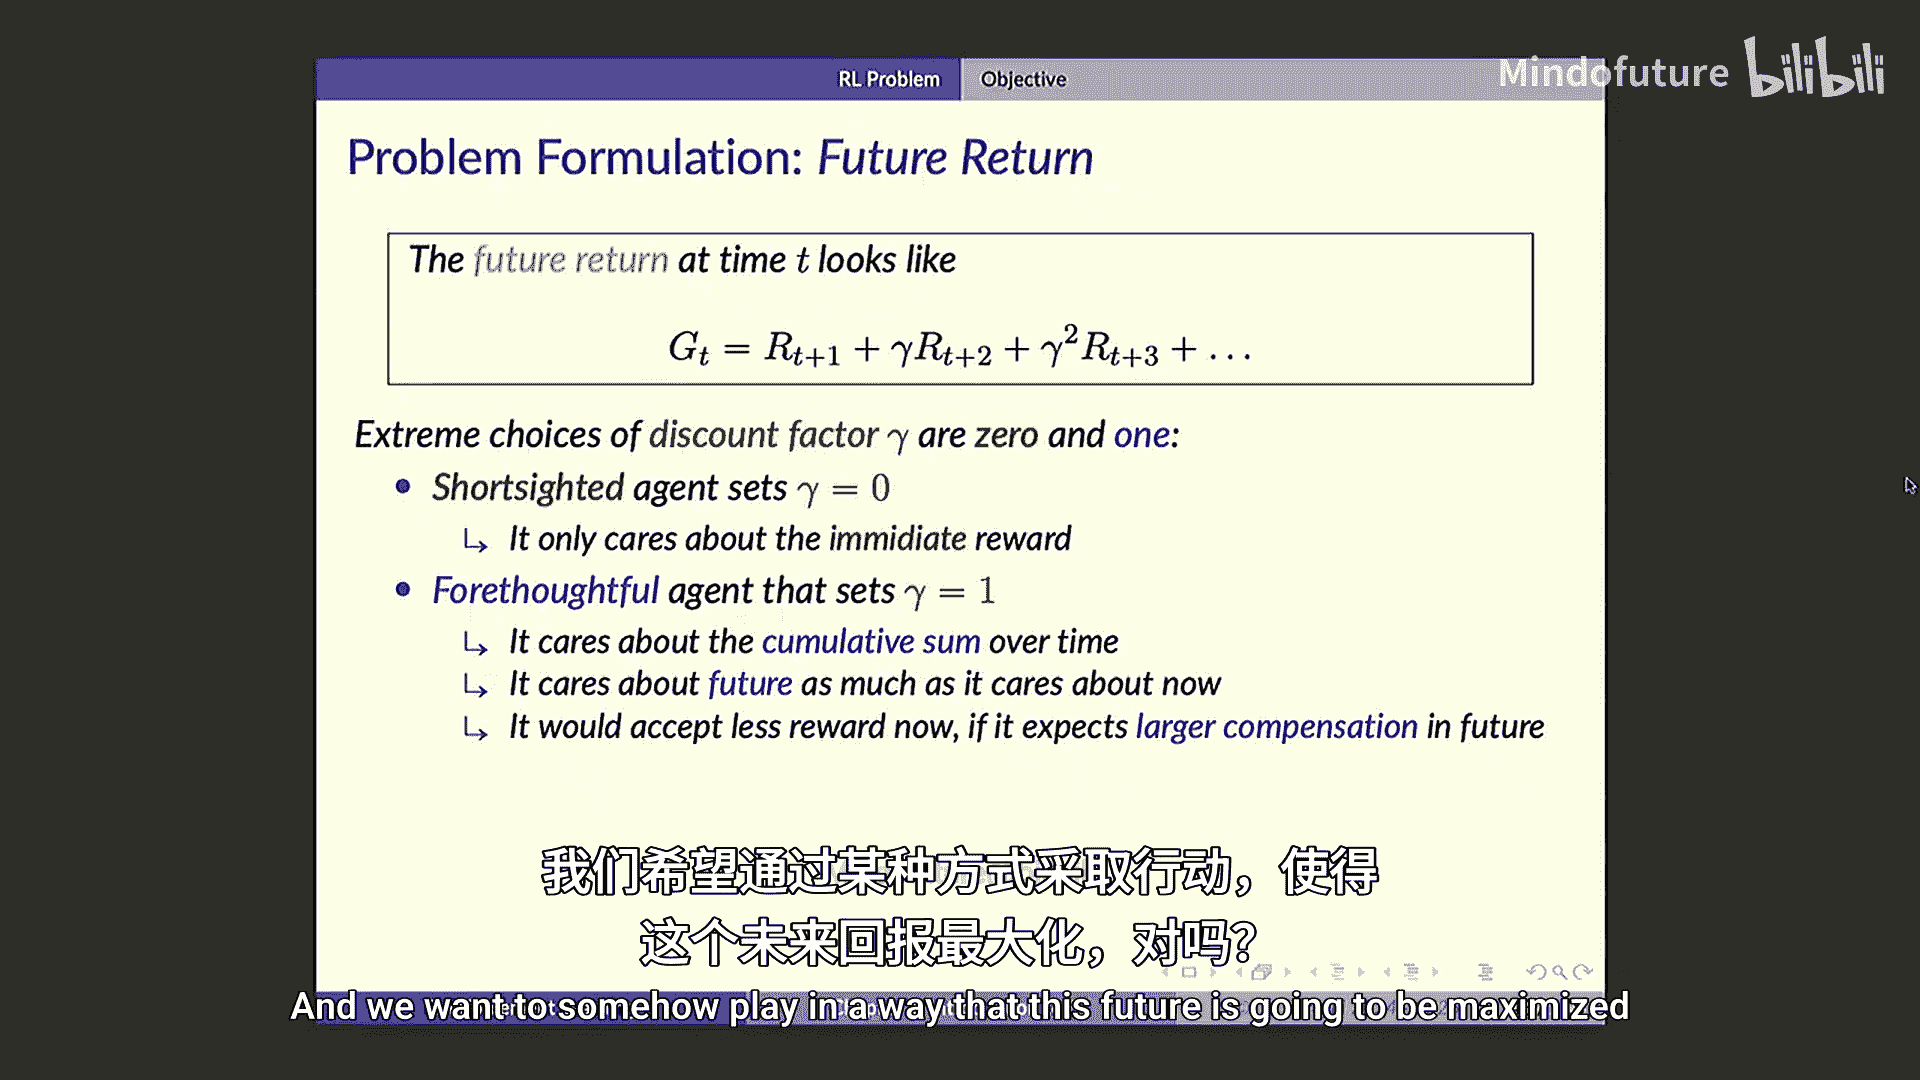 RL Problem Objective
Mindofuture bilibili
Problem Formulation: Future Return
The future return at time t looks like
G_t = R_{t+1} + γR_{t+2} + γ^2 R_{t+3} + ...
Extreme choices of discount factor γ are zero and one:
• Shortsighted agent sets γ = 0
↳ It only cares about the immidiate reward
• Forethoughtful agent that sets γ = 1
↳ It cares about the cumulative sum over time
↳ It cares about future as much as it cares about now
↳ It would accept less reward now, if it expects larger compensation in future
我们希望通过某种方式采取行动，使得
这个未来回报最大化，对吗？
And we want to somehow play in a way that this future is going to be maximized